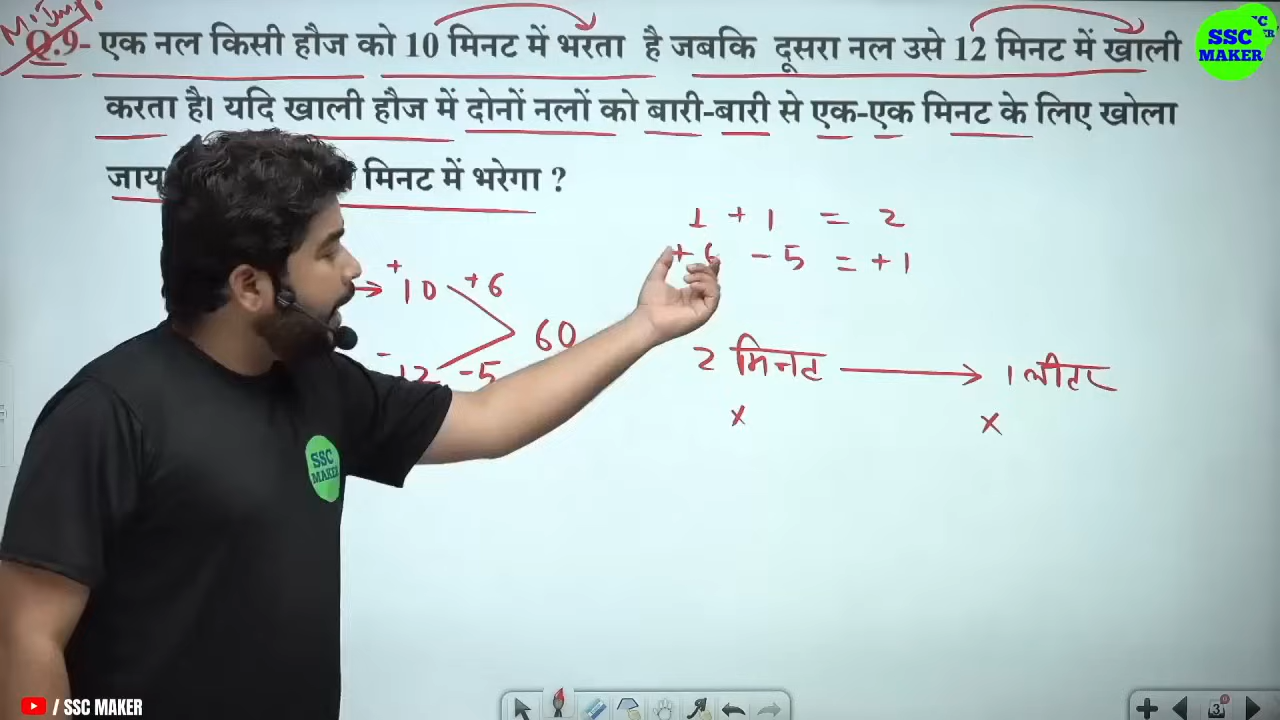 M. Imp.
Q.9- एक नल किसी हौज को 10 मिनट में भरता है जबकि दूसरा नल उसे 12 मिनट में खाली
करता है। यदि खाली हौज में दोनों नलों को बारी-बारी से एक-एक मिनट के लिए खोला
जाय मिनट में भरेगा ?
1 + 1 = 2
+6 - 5 = +1
+10 +6
60
-12 -5
2 मिनट → 1 लीटर
x x
SSC MAKER
SSC MAKER
/ SSC MAKER
3